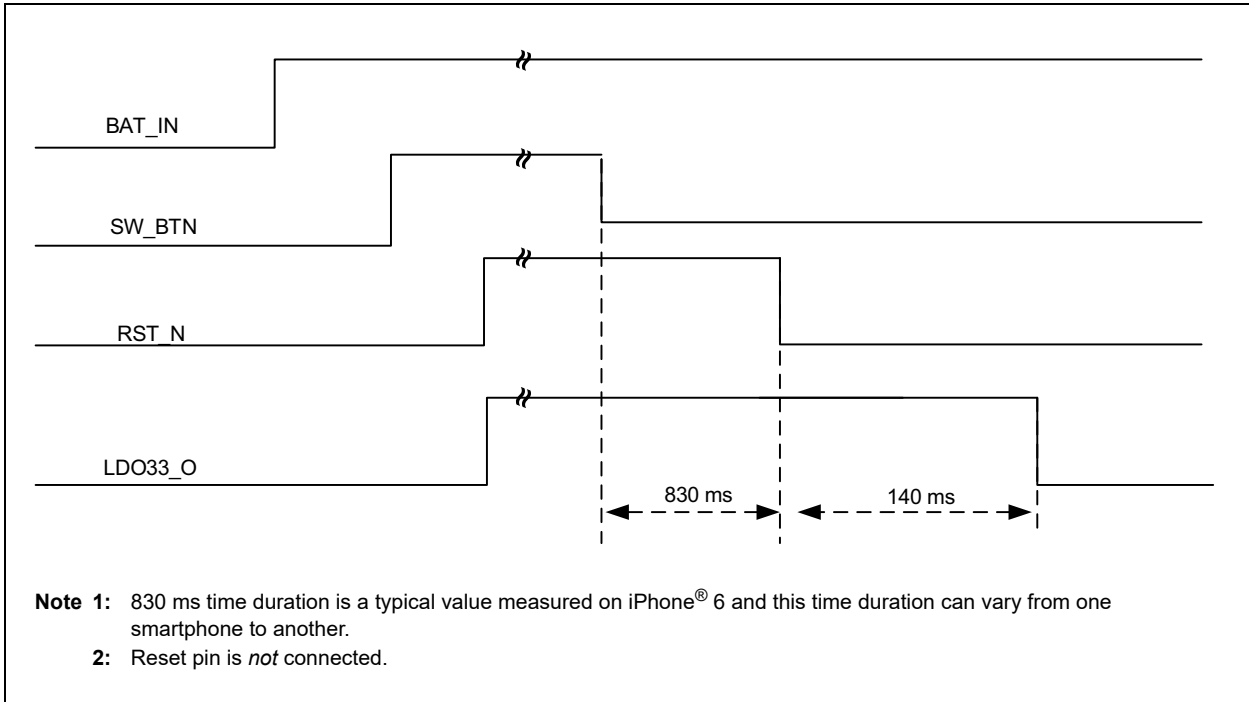 BAT_IN
SW_BTN
RST_N
LDO33_O
830 ms
140 ms
Note 1: 830 ms time duration is a typical value measured on iPhone® 6 and this time duration can vary from one
smartphone to another.
2: Reset pin is not connected.